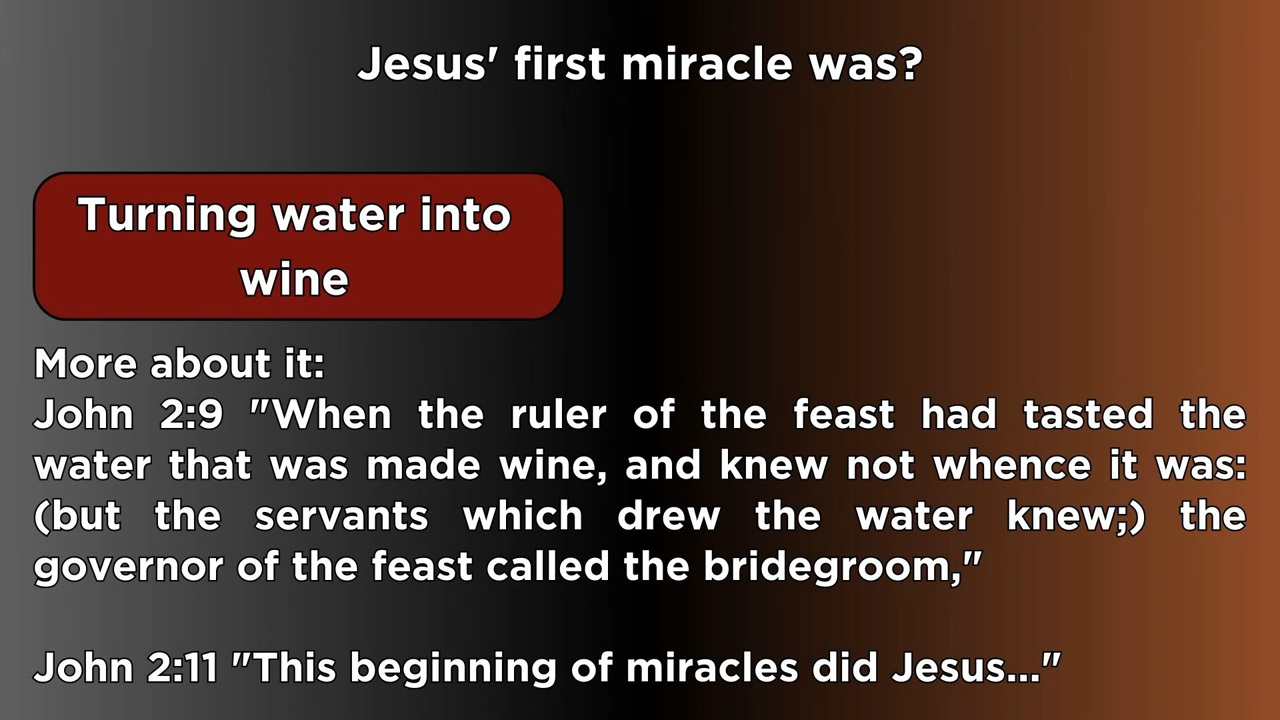 Jesus' first miracle was?
Turning water into
wine
More about it:
John 2:9 "When the ruler of the feast had tasted the
water that was made wine, and knew not whence it was:
(but the servants which drew the water knew;) the
governor of the feast called the bridegroom,"
John 2:11 "This beginning of miracles did Jesus..."